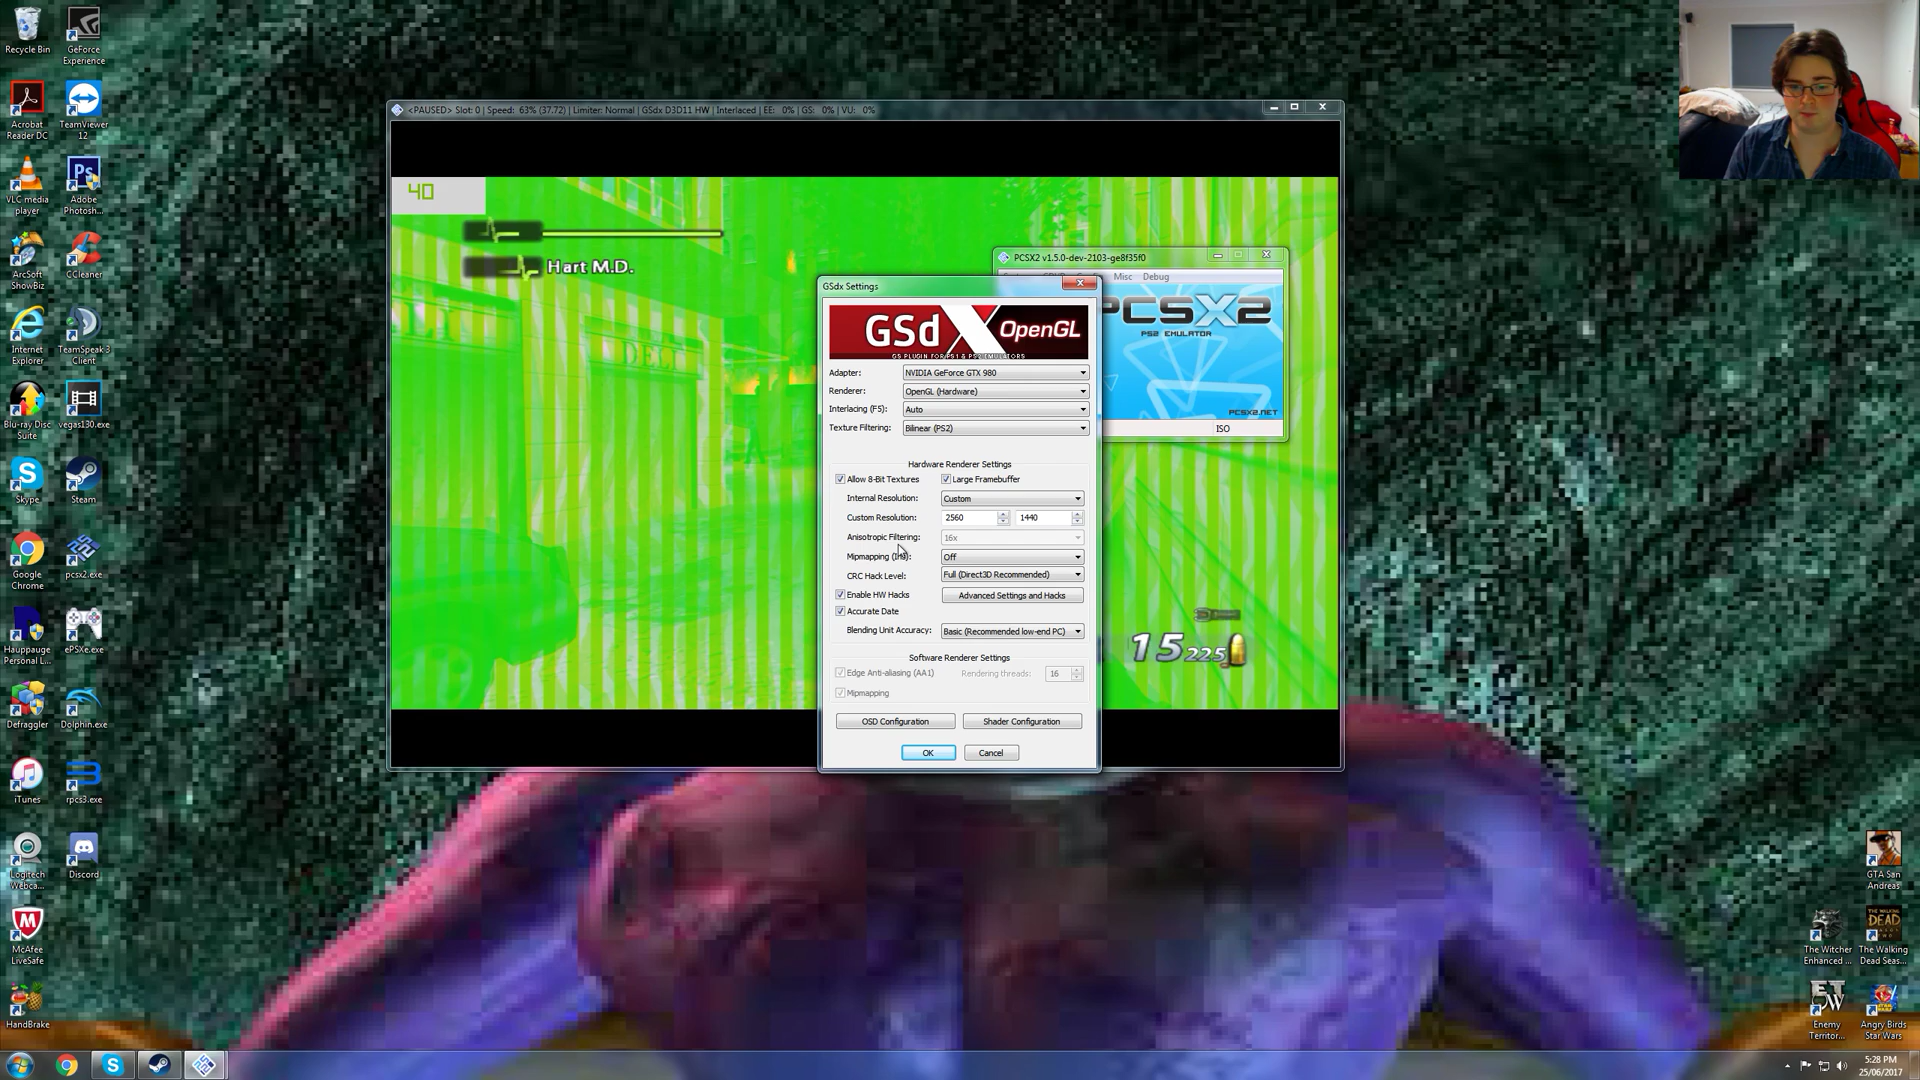 Recycle Bin
GeForce Experience
Acrobat Reader DC
TeamViewer 12
VLC media player
Adobe Photosh...
ArcSoft ShowBiz
CCleaner
Internet Explorer
TeamSpeak 3 Client
Blu-ray Disc Suite
vegas130.exe
Skype
Steam
Google Chrome
pcsx2.exe
Hauppauge Personal L...
ePSXe.exe
Defraggler
Dolphin.exe
iTunes
rpcs3.exe
Logitech Webca...
Discord
McAfee LiveSafe
HandBrake
<PAUSED> Slot: 0 | Speed: 63% (37.72) | Limiter: Normal | GSdx D3D11 HW | Interlaced | EE: 0% | GS: 0% | VU: 0%
40
Hart M.D.
DELI
15 225
PCSX2 v1.5.0-dev-2103-ge8f35f0
Misc Debug
PCSX2
PS2 EMULATOR
PCSX2.NET
ISO
GSdx Settings
GSdX OpenGL
GS PLUGIN FOR PS1 & PS2 EMULATORS
Adapter: NVIDIA GeForce GTX 980
Renderer: OpenGL (Hardware)
Interlacing (F5): Auto
Texture Filtering: Bilinear (PS2)
Hardware Renderer Settings
Allow 8-Bit Textures Large Framebuffer
Internal Resolution: Custom
Custom Resolution: 2560 1440
Anisotropic Filtering: 16x
Mipmapping Off
CRC Hack Level: Full (Direct3D Recommended)
Enable HW Hacks Advanced Settings and Hacks
Accurate Date
Blending Unit Accuracy: Basic (Recommended low-end PC)
Software Renderer Settings
Edge Anti-aliasing (AA1) Rendering threads: 16
Mipmapping
OSD Configuration Shader Configuration
OK Cancel
GTA San Andreas
The Witcher Enhanced ...
THE WALKING DEAD
The Walking Dead Seas...
Enemy Territor...
Angry Birds Star Wars
5:28 PM
25/06/2017